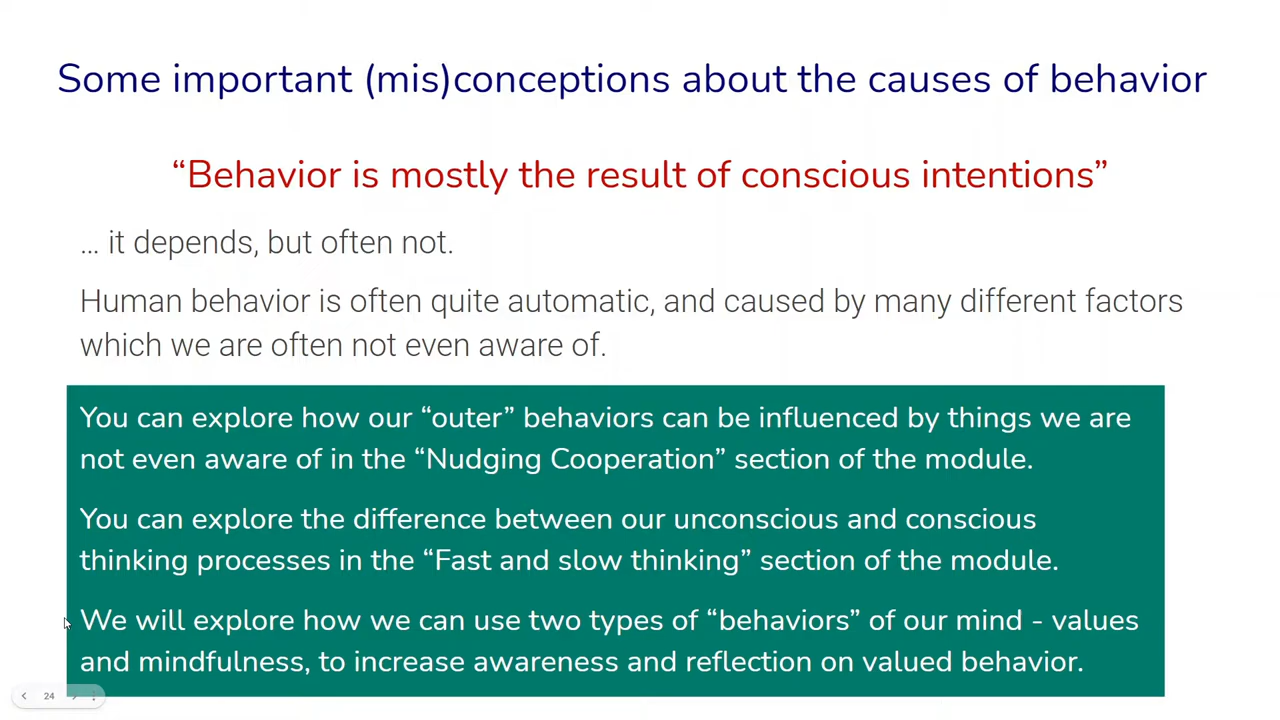 Some important (mis)conceptions about the causes of behavior
“Behavior is mostly the result of conscious intentions”
... it depends, but often not.
Human behavior is often quite automatic, and caused by many different factors
which we are often not even aware of.
You can explore how our “outer” behaviors can be influenced by things we are
not even aware of in the “Nudging Cooperation” section of the module.
You can explore the difference between our unconscious and conscious
thinking processes in the “Fast and slow thinking” section of the module.
We will explore how we can use two types of “behaviors” of our mind - values
and mindfulness, to increase awareness and reflection on valued behavior.
24